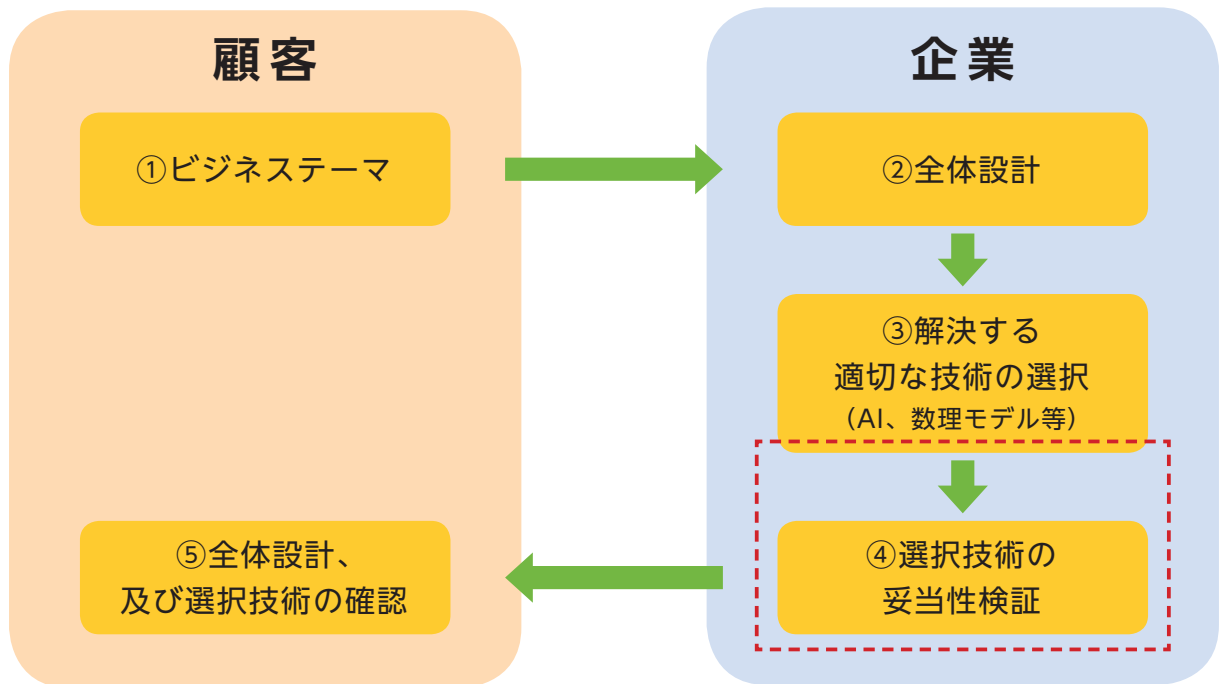 顧客
企業
①ビジネステーマ
②全体設計
③解決する
適切な技術の選択
（AI、数理モデル等）
④選択技術の
妥当性検証
⑤全体設計、
及び選択技術の確認